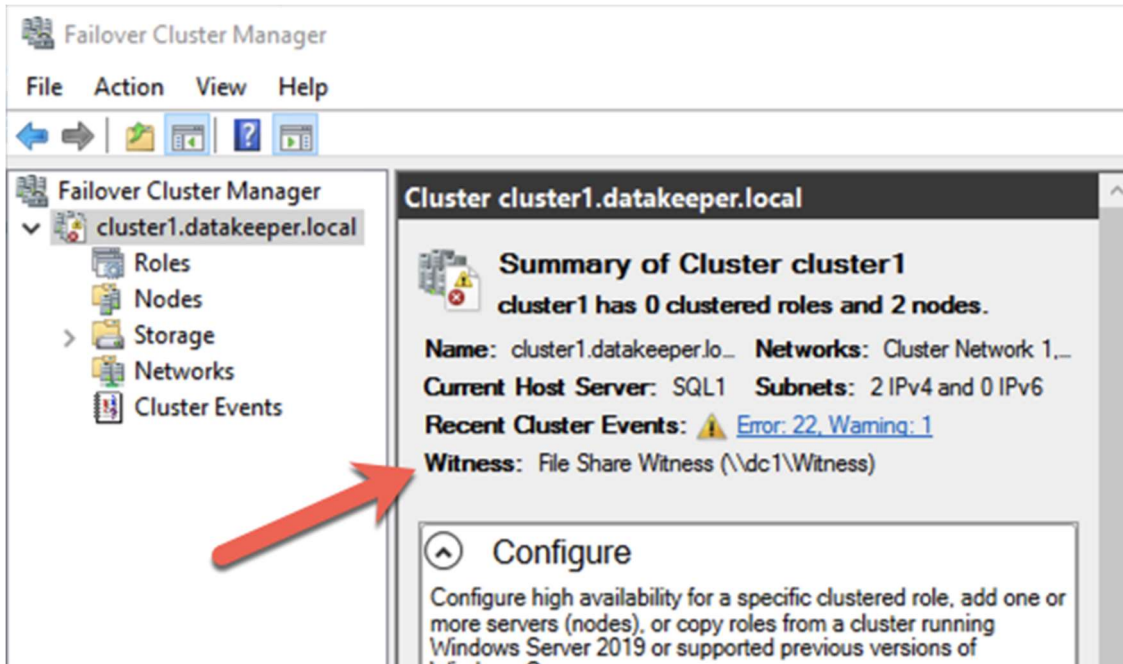 Failover Cluster Manager
File Action View Help
Failover Cluster Manager
cluster1.datakeeper.local
Roles
Nodes
Storage
Networks
Cluster Events
Cluster cluster1.datakeeper.local
Summary of Cluster cluster1
cluster1 has 0 clustered roles and 2 nodes.
Name: cluster1.datakeeper.lo... Networks: Cluster Network 1,...
Current Host Server: SQL1 Subnets: 2 IPv4 and 0 IPv6
Recent Cluster Events: Error: 22, Warning: 1
Witness: File Share Witness (\\dc1\Witness)
Configure
Configure high availability for a specific clustered role, add one or
more servers (nodes), or copy roles from a cluster running
Windows Server 2019 or supported previous versions of